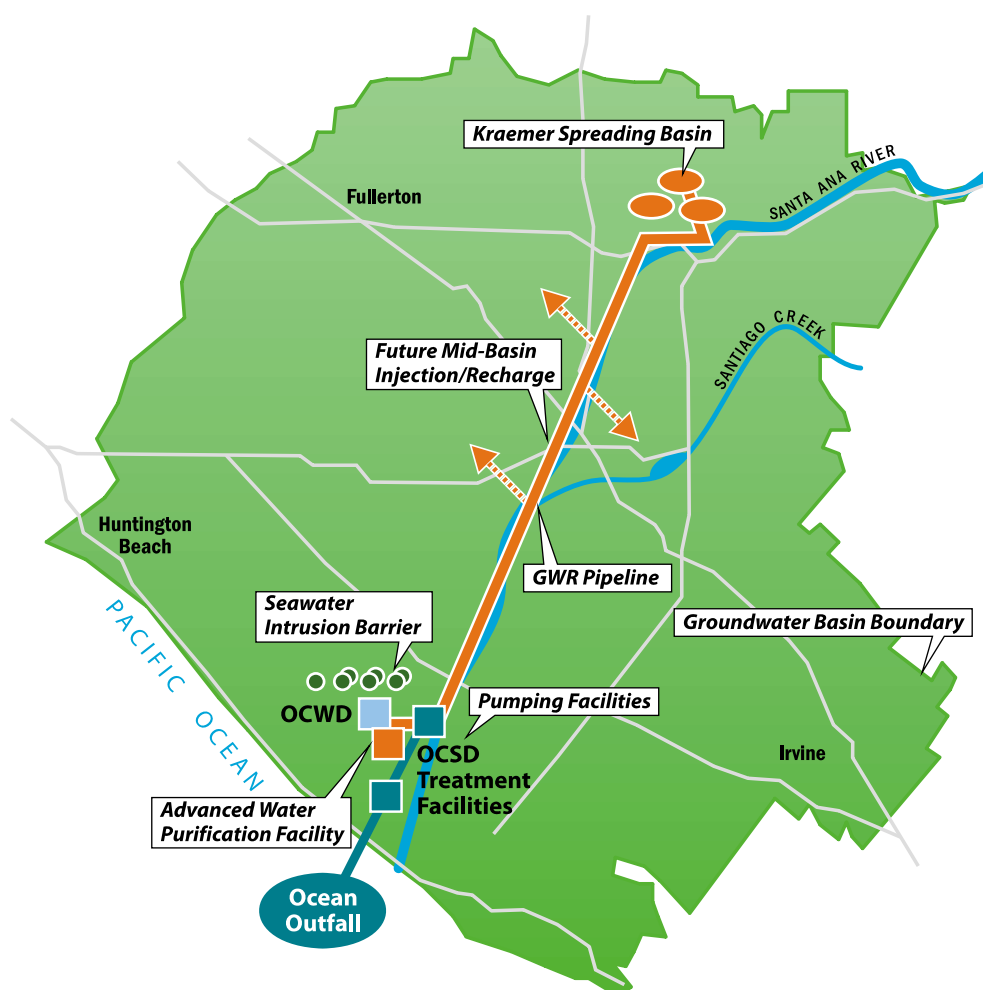 Kraemer Spreading Basin
SANTA ANA RIVER
Fullerton
SANTIAGO CREEK
Future Mid-Basin
Injection/Recharge
Huntington
Beach
GWR Pipeline
Seawater
Intrusion Barrier
Groundwater Basin Boundary
PACIFIC OCEAN
Pumping Facilities
OCWD
OCSD
Treatment
Facilities
Irvine
Advanced Water
Purification Facility
Ocean
Outfall